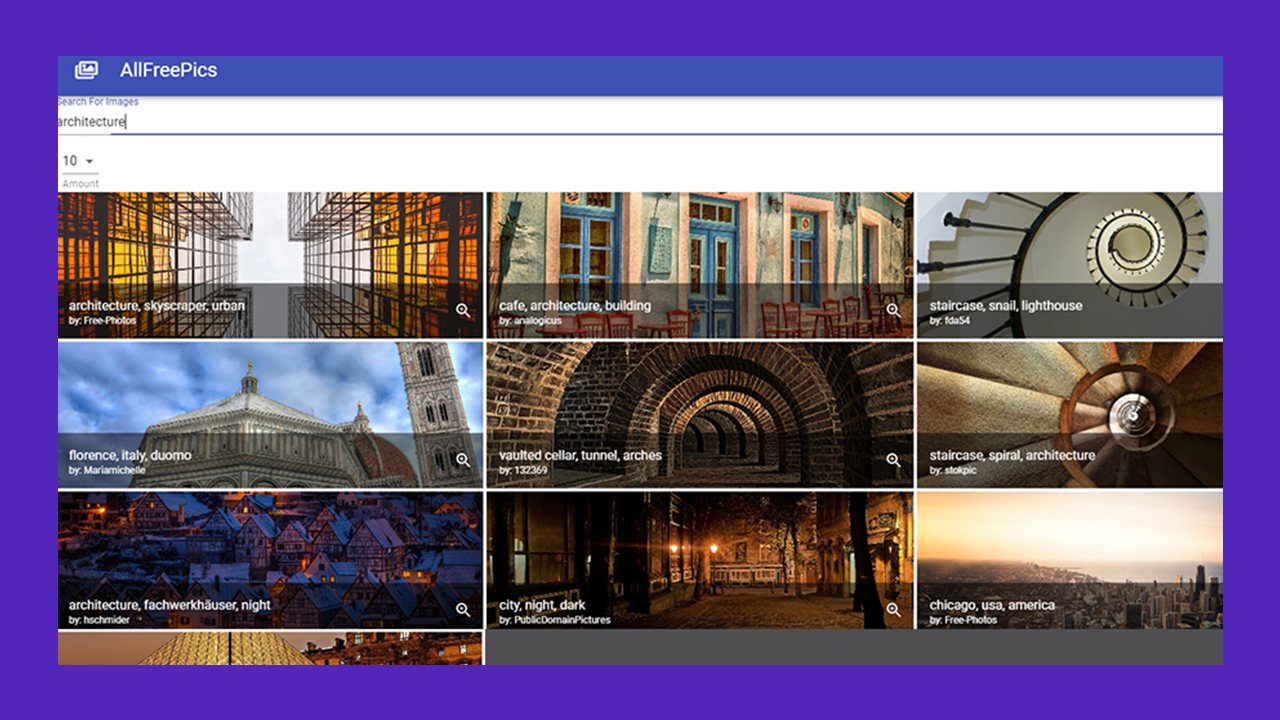 AllFreePics
Search For Images
architecture
10
Amount
architecture, skyscraper, urban
by: Free-Photos
cafe, architecture, building
by: analogicus
staircase, snail, lighthouse
by: fda54
florence, italy, duomo
by: Mariamichelle
vaulted cellar, tunnel, arches
by: 132369
staircase, spiral, architecture
by: stokpic
architecture, fachwerkhäuser, night
by: hschmider
city, night, dark
by: PublicDomainPictures
chicago, usa, america
by: Free-Photos